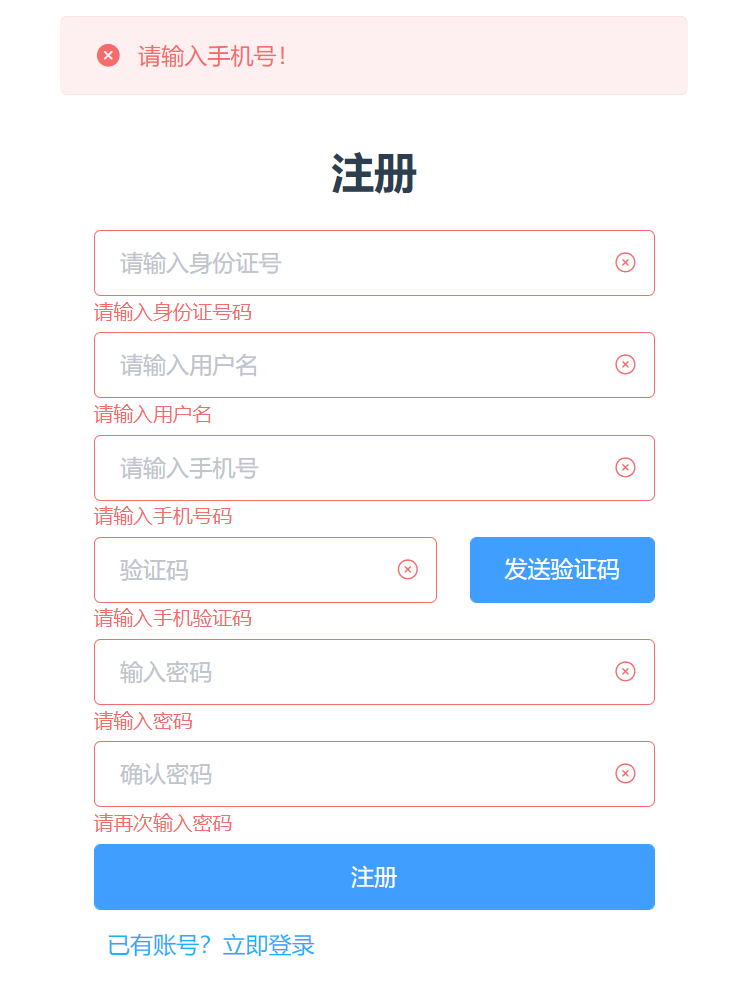 请输入手机号！
注册
请输入身份证号
请输入身份证号码
请输入用户名
请输入用户名
请输入手机号
请输入手机号码
验证码
发送验证码
请输入手机验证码
输入密码
请输入密码
确认密码
请再次输入密码
注册
已有账号？立即登录